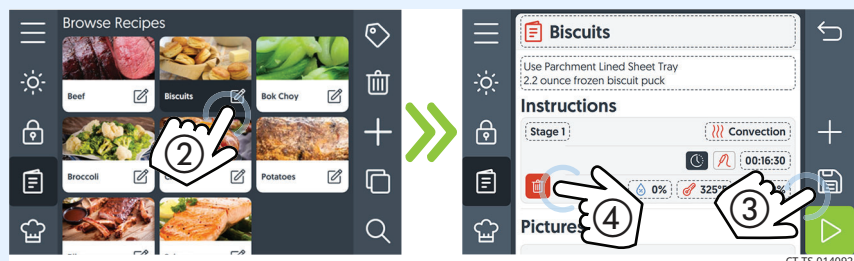 Browse Recipes
Beef
Biscuits
Bok Choy
Broccoli
Potatoes
②
Biscuits
Use Parchment Lined Sheet Tray
2.2 ounce frozen biscuit puck
Instructions
Stage 1
Convection
00:16:30
0%
325°
%
Pictures
④
③